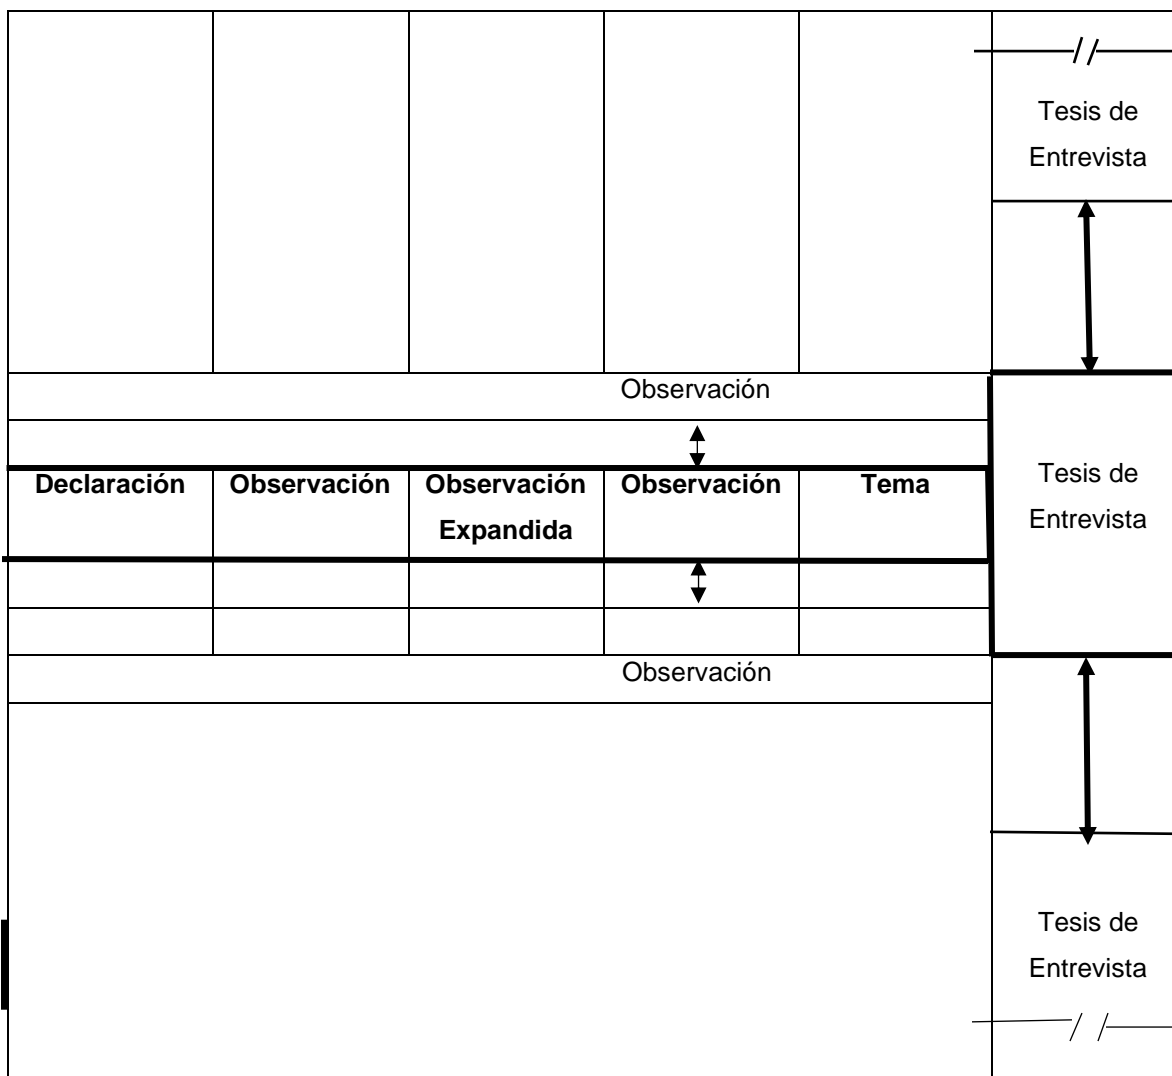 Tesis de
Entrevista
Observación
Declaración Observación Observación Expandida Observación Tema
Tesis de
Entrevista
Observación
Tesis de
Entrevista